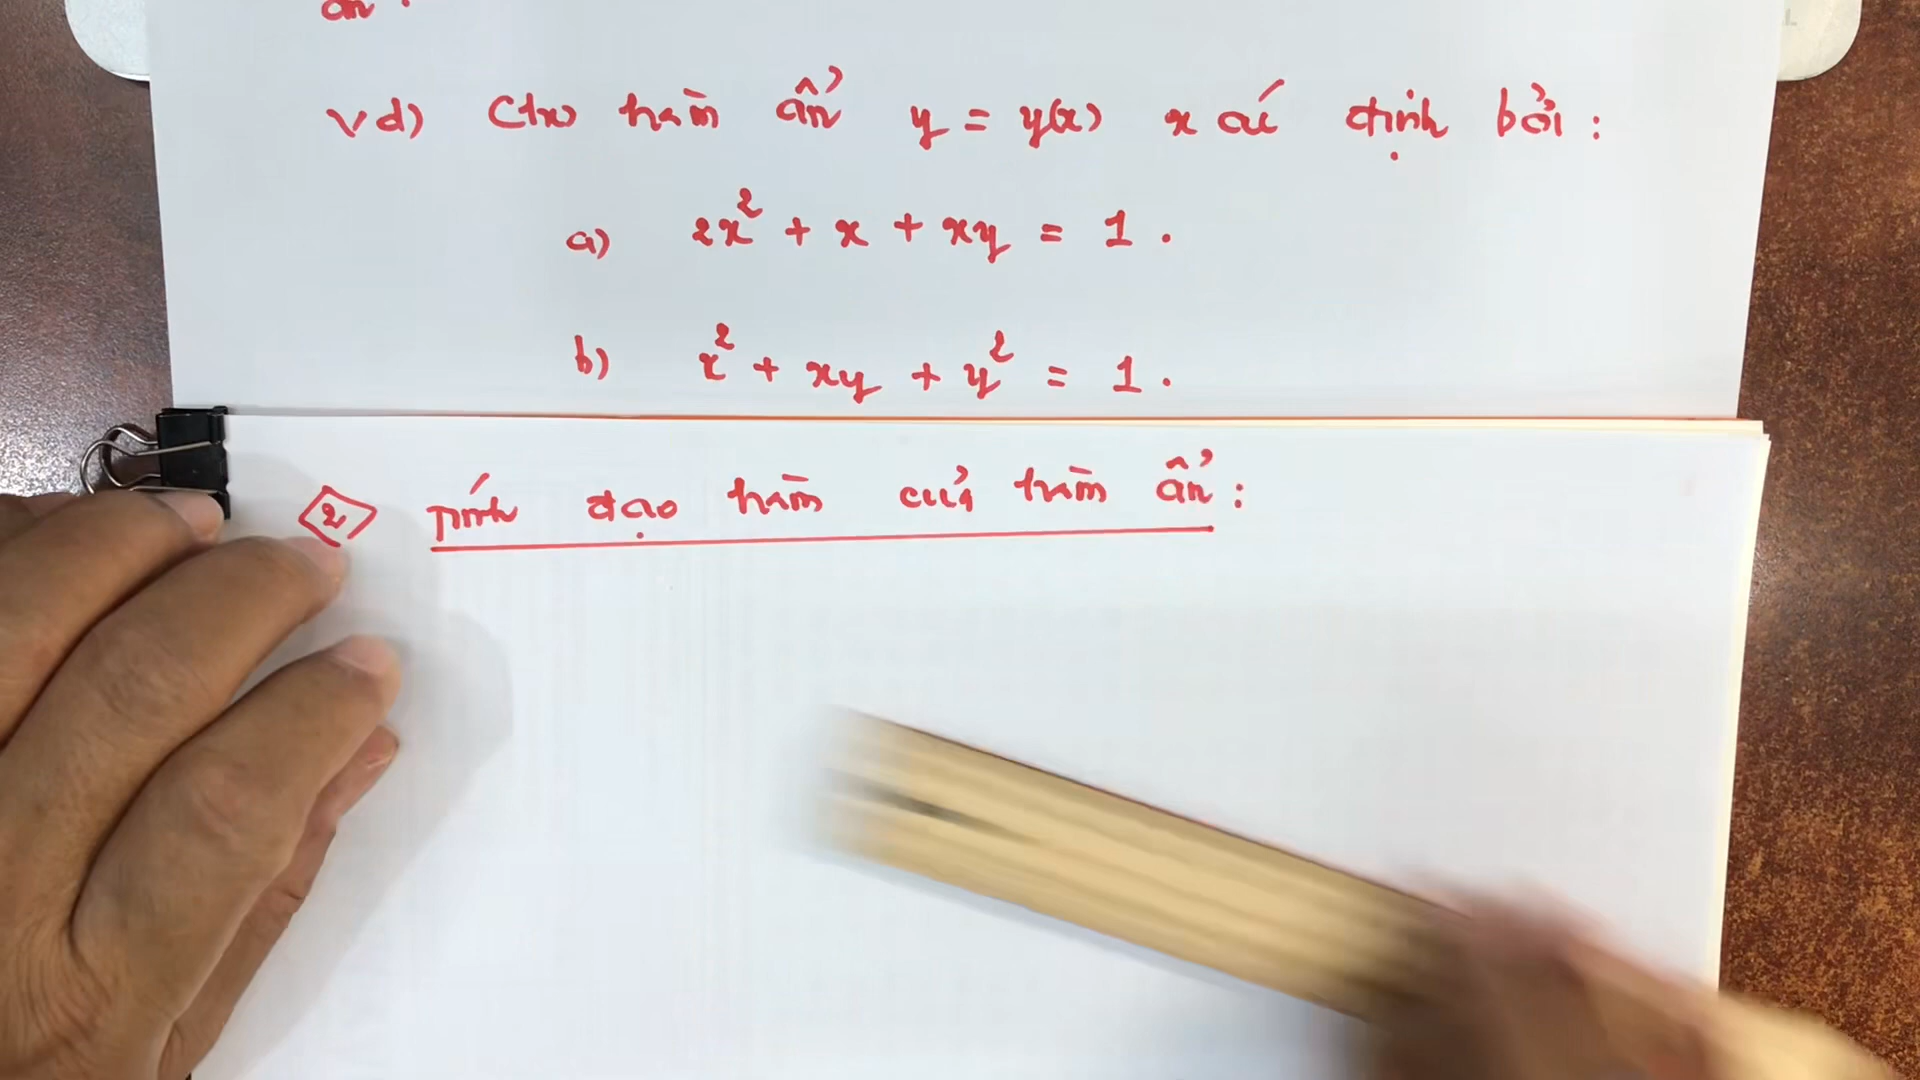 ẩn.
Vd) Cho hàm ẩn y = y(x) xác định bởi:
a) 2x² + x + xy = 1.
b) x² + xy + y² = 1.
2 Tính đạo hàm của hàm ẩn: